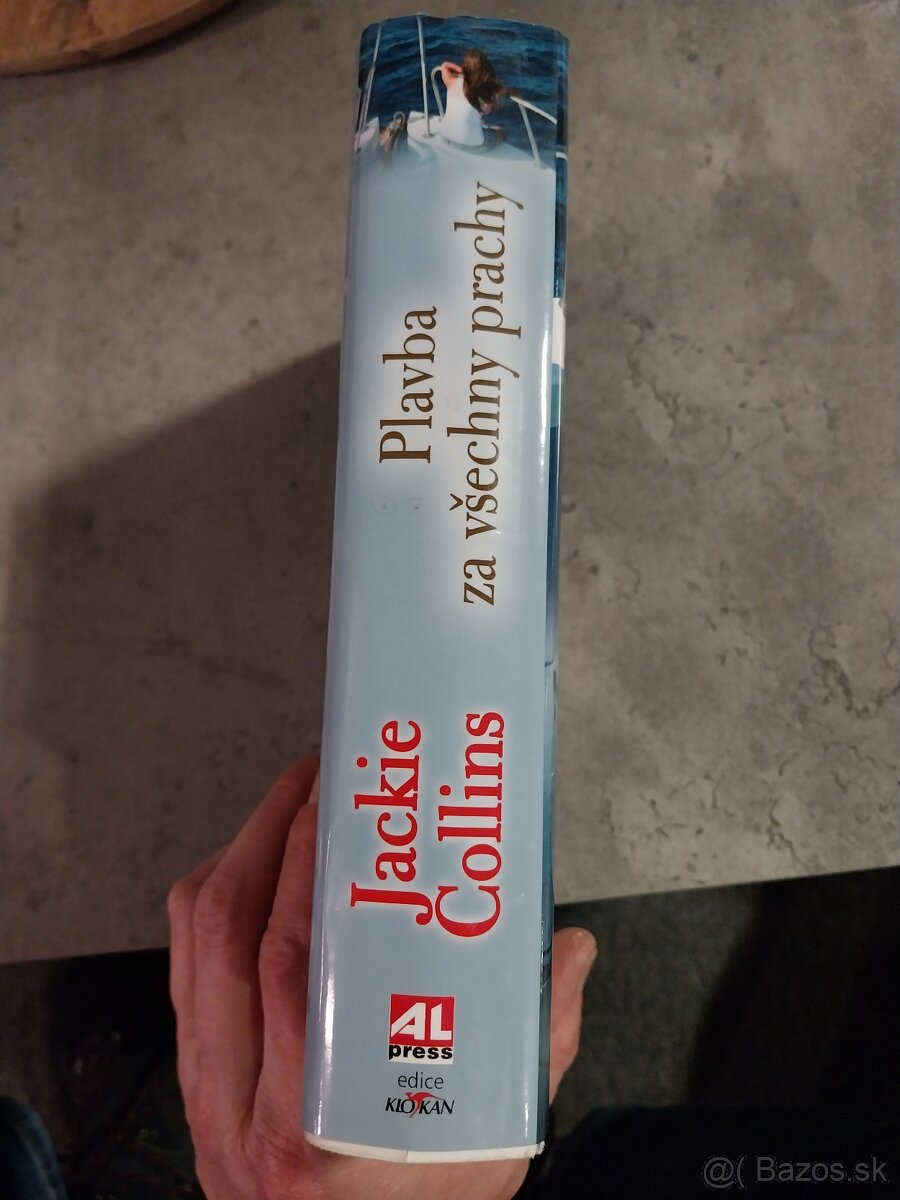 Plavba
za všechny prachy
Jackie
Collins
AL
press
edice
KLOKAN
@( Bazos.sk